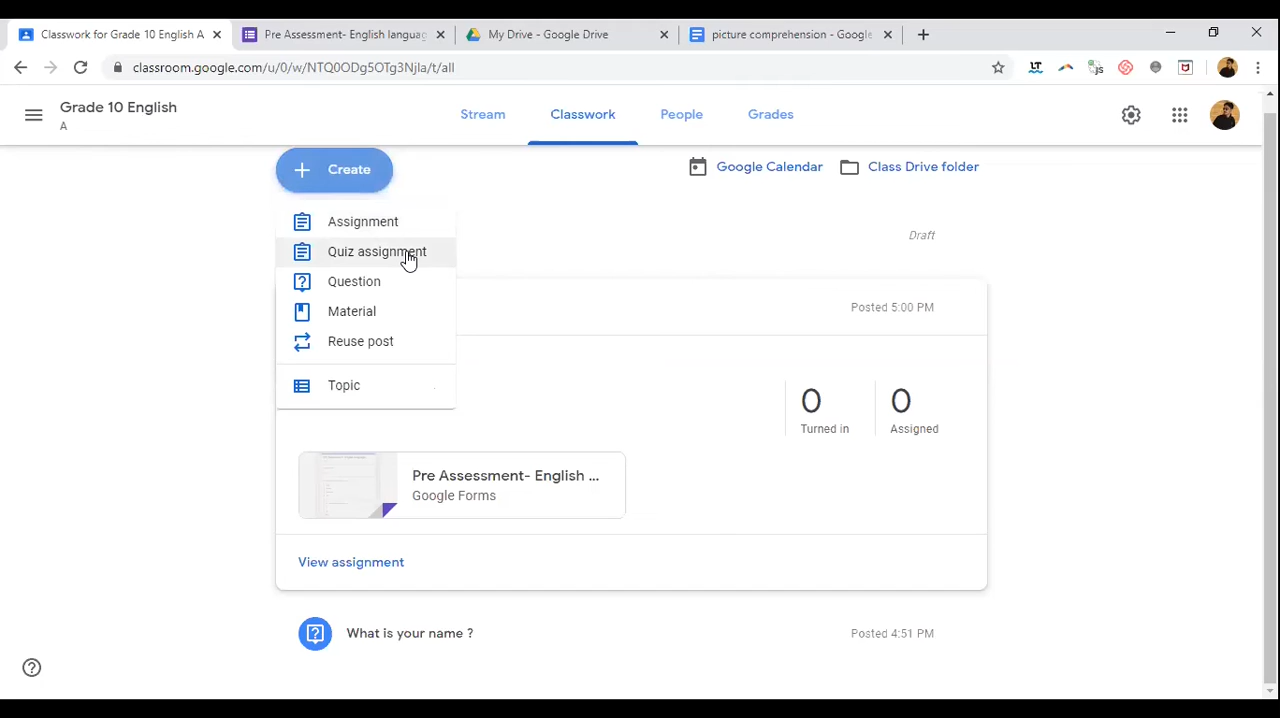 Classwork for Grade 10 English A
Pre Assessment- English languag
My Drive - Google Drive
picture comprehension - Google
classroom.google.com/u/0/w/NTQ0ODg5OTg3NjIa/t/all
Grade 10 English
A
Stream
Classwork
People
Grades
Create
Google Calendar
Class Drive folder
Assignment
Quiz assignment
Draft
Question
Material
Posted 5:00 PM
Reuse post
Topic
0
Turned in
0
Assigned
Pre Assessment- English ...
Google Forms
View assignment
What is your name ?
Posted 4:51 PM